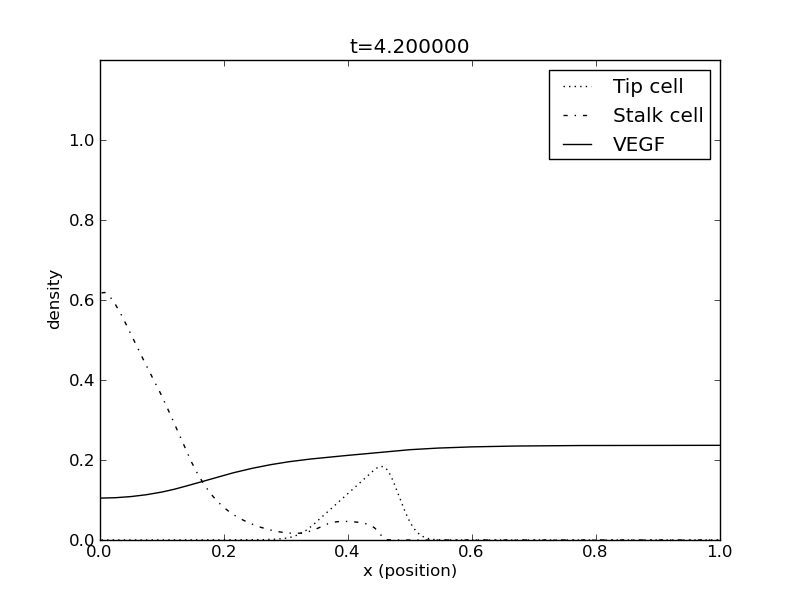 t=4.200000
Tip cell
Stalk cell
VEGF
density
1.0
0.8
0.6
0.4
0.2
0.0
0.0 0.2 0.4 0.6 0.8 1.0
x (position)